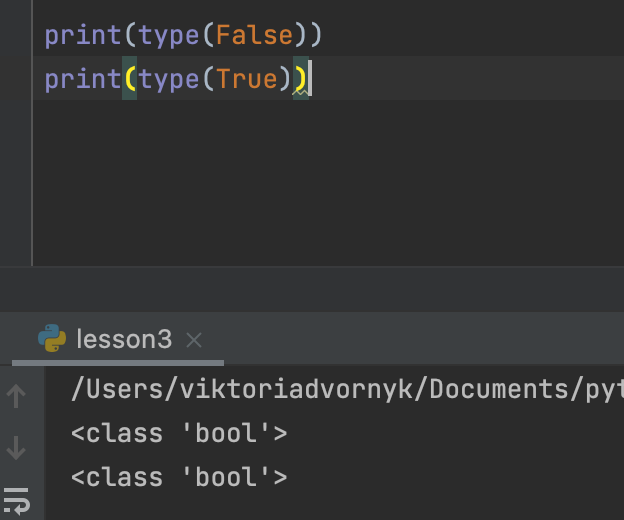 print(type(False))
print(type(True))
lesson3
/Users/viktoriadvornyk/Documents/pyt
<class 'bool'>
<class 'bool'>